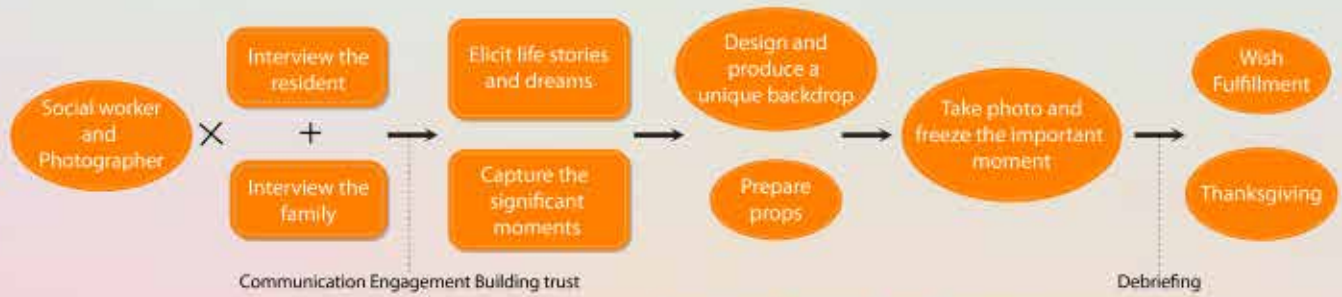 Social worker
and
Photographer
×
Interview the
resident
+
Interview the
family
Elicit life stories
and dreams
Capture the
significant
moments
Design and
produce a
unique backdrop
Prepare
props
Take photo and
freeze the important
moment
Wish
Fulfillment
Thanksgiving
Communication Engagement Building trust
Debriefing